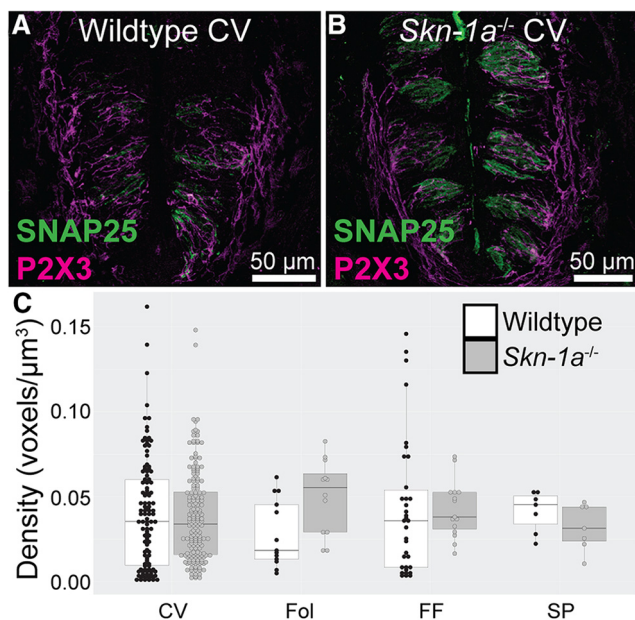 A Wildtype CV
SNAP25
P2X3
50 µm
B Skn-1a-/- CV
SNAP25
P2X3
50 µm
C
Density (voxels/µm³)
0.15
0.10
0.05
0.00
Wildtype
Skn-1a-/-
CV Fol FF SP